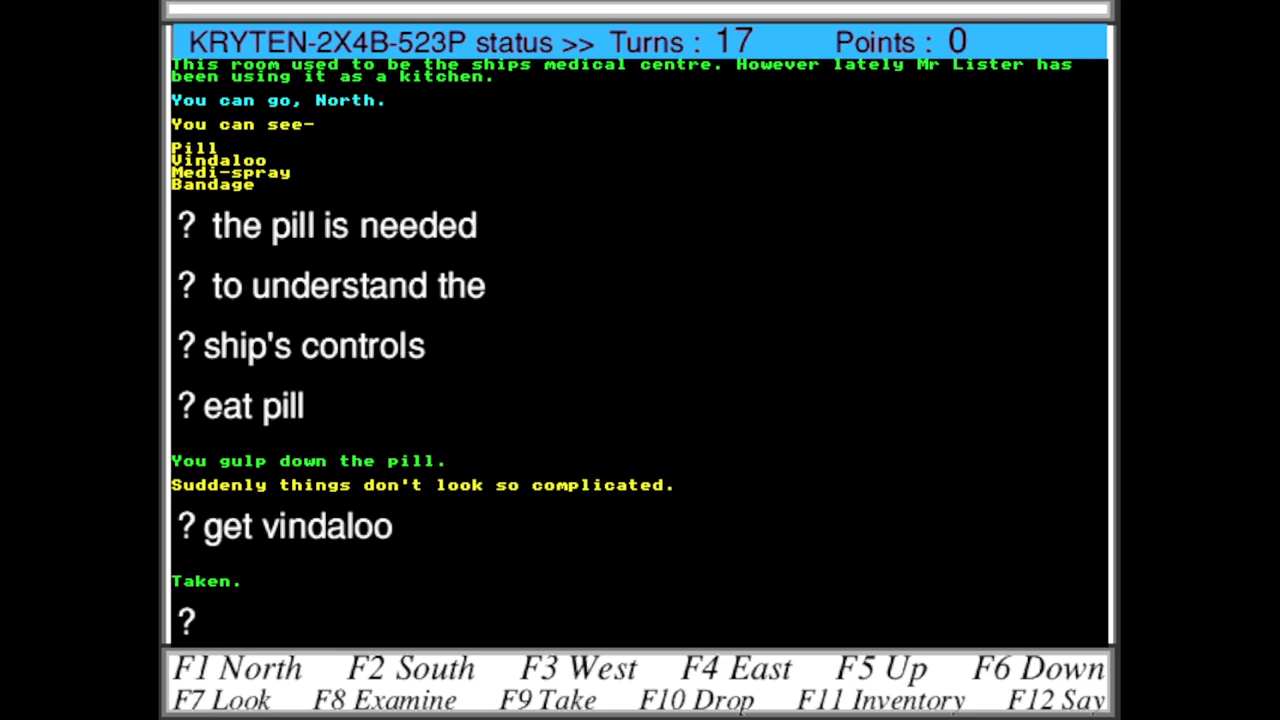 KRYTEN-2X4B-523P status >> Turns : 17 Points : 0
This room used to be the ships medical centre. However lately Mr Lister has
been using it as a kitchen.
You can go, North.
You can see-
Pill
Vindaloo
Medi-spray
Bandage
? the pill is needed
? to understand the
? ship's controls
? eat pill
You gulp down the pill.
Suddenly things don't look so complicated.
? get vindaloo
Taken.
?
F1 North F2 South F3 West F4 East F5 Up F6 Down
F7 Look F8 Examine F9 Take F10 Drop F11 Inventory F12 Say